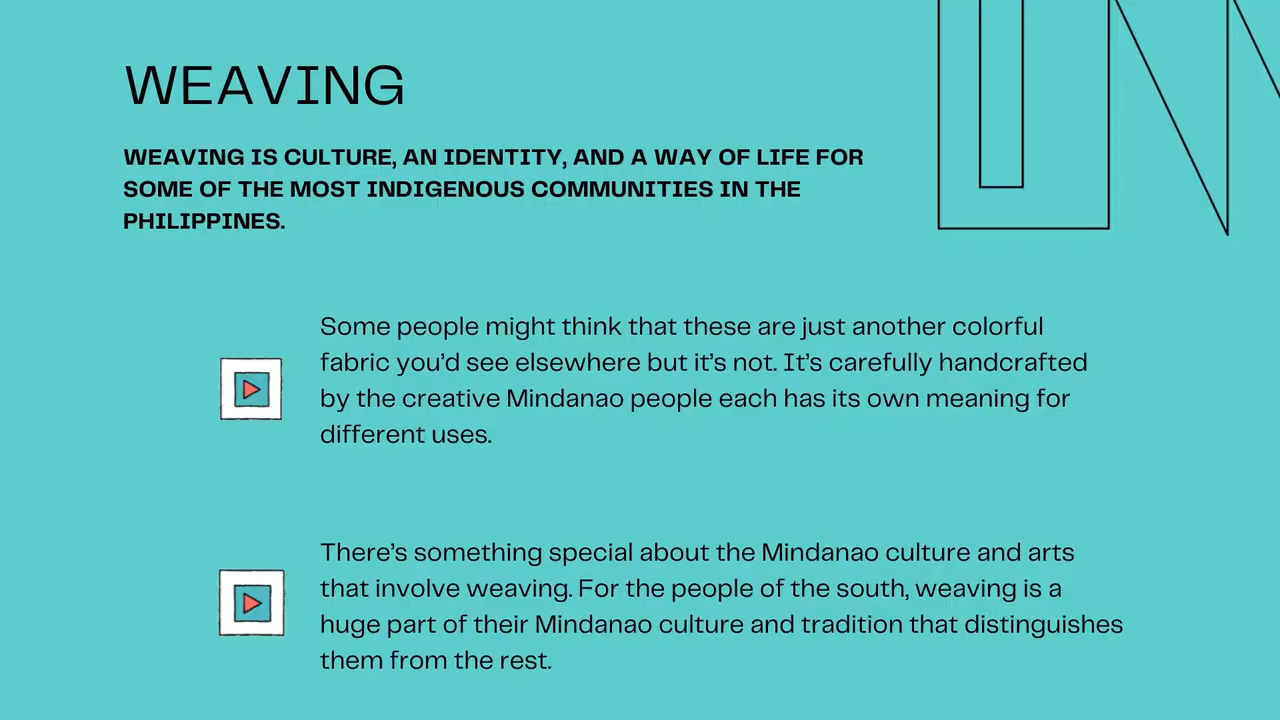 WEAVING
WEAVING IS CULTURE, AN IDENTITY, AND A WAY OF LIFE FOR
SOME OF THE MOST INDIGENOUS COMMUNITIES IN THE
PHILIPPINES.
Some people might think that these are just another colorful
fabric you’d see elsewhere but it’s not. It’s carefully handcrafted
by the creative Mindanao people each has its own meaning for
different uses.
There’s something special about the Mindanao culture and arts
that involve weaving. For the people of the south, weaving is a
huge part of their Mindanao culture and tradition that distinguishes
them from the rest.